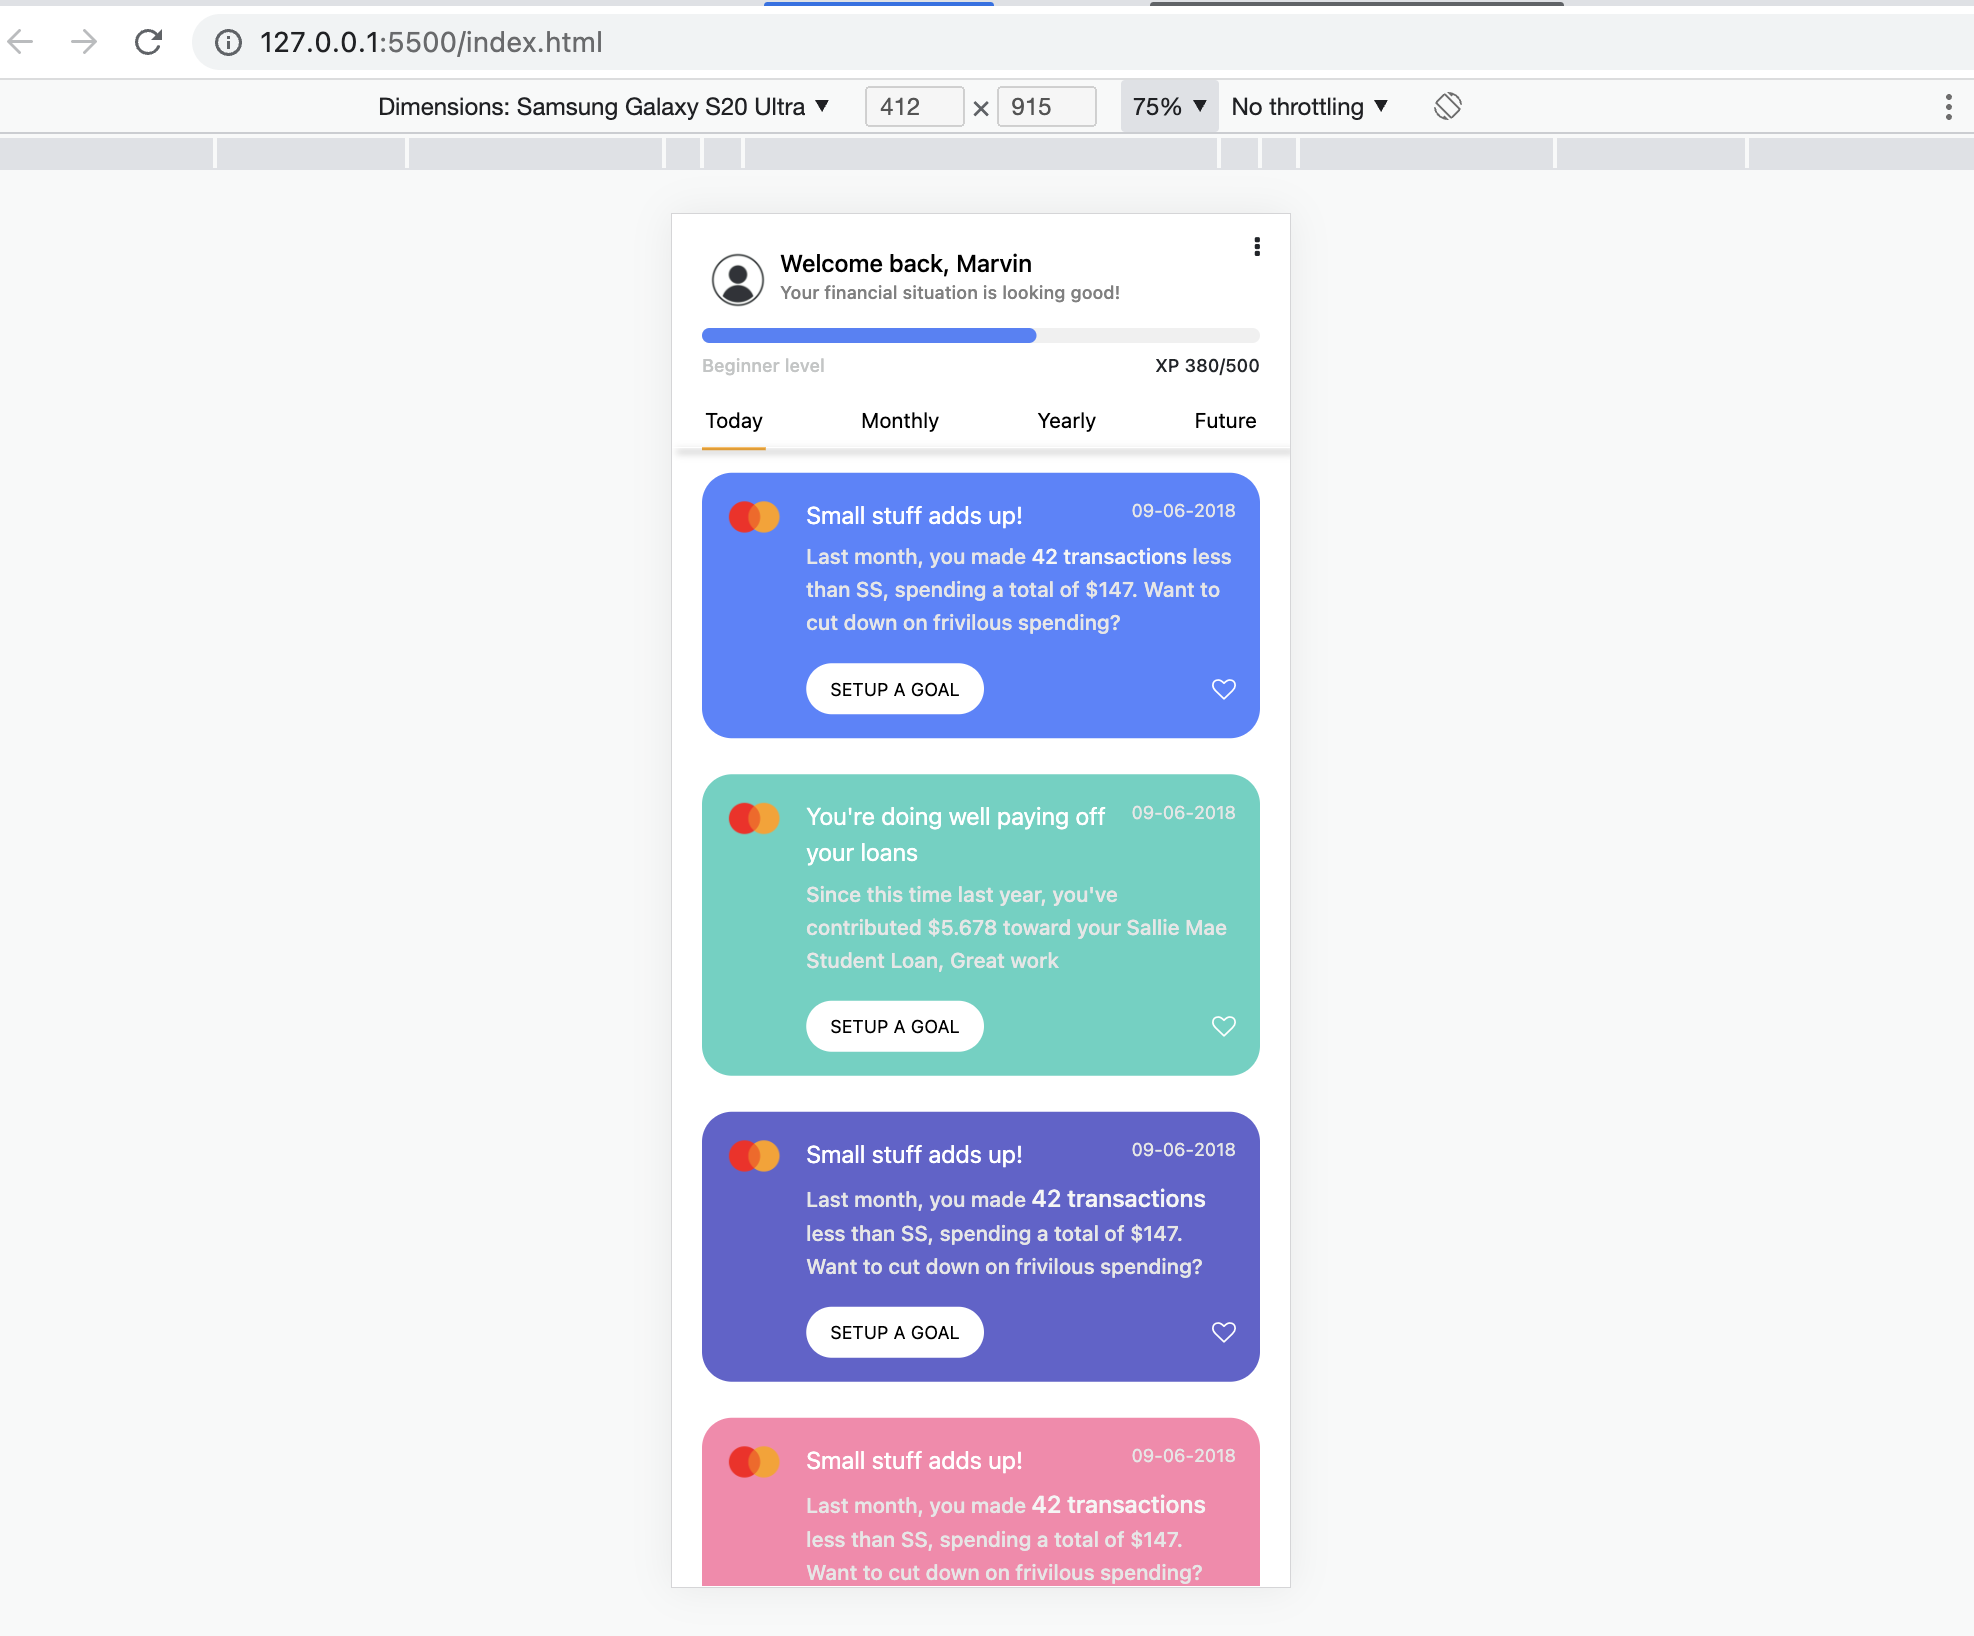 127.0.0.1:5500/index.html
Dimensions: Samsung Galaxy S20 Ultra ▼ 412 × 915 75% ▼ No throttling ▼
Welcome back, Marvin
Your financial situation is looking good!
Beginner level XP 380/500
Today Monthly Yearly Future
Small stuff adds up! 09-06-2018
Last month, you made 42 transactions less
than SS, spending a total of $147. Want to
cut down on frivilous spending?
SETUP A GOAL
You're doing well paying off 09-06-2018
your loans
Since this time last year, you've
contributed $5.678 toward your Sallie Mae
Student Loan, Great work
SETUP A GOAL
Small stuff adds up! 09-06-2018
Last month, you made 42 transactions
less than SS, spending a total of $147.
Want to cut down on frivilous spending?
SETUP A GOAL
Small stuff adds up! 09-06-2018
Last month, you made 42 transactions
less than SS, spending a total of $147.
Want to cut down on frivilous spending?